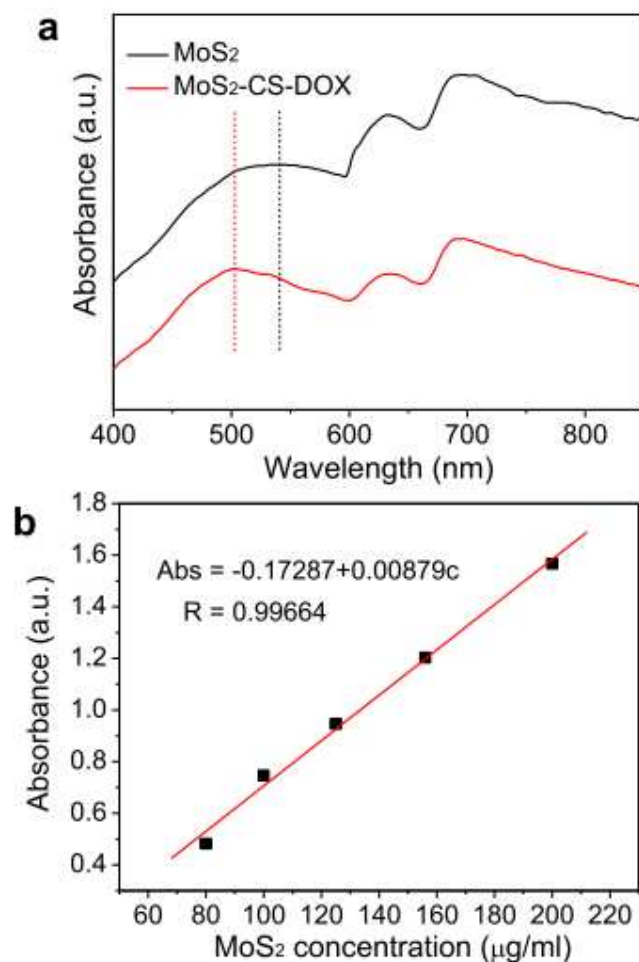 a
MoS₂
MoS₂-CS-DOX
Absorbance (a.u.)
400 500 600 700 800
Wavelength (nm)
b
1.8
1.6
1.4
1.2
1.0
0.8
0.6
0.4
Abs = -0.17287+0.00879c
R = 0.99664
Absorbance (a.u.)
60 80 100 120 140 160 180 200 220
MoS₂ concentration (μg/ml)